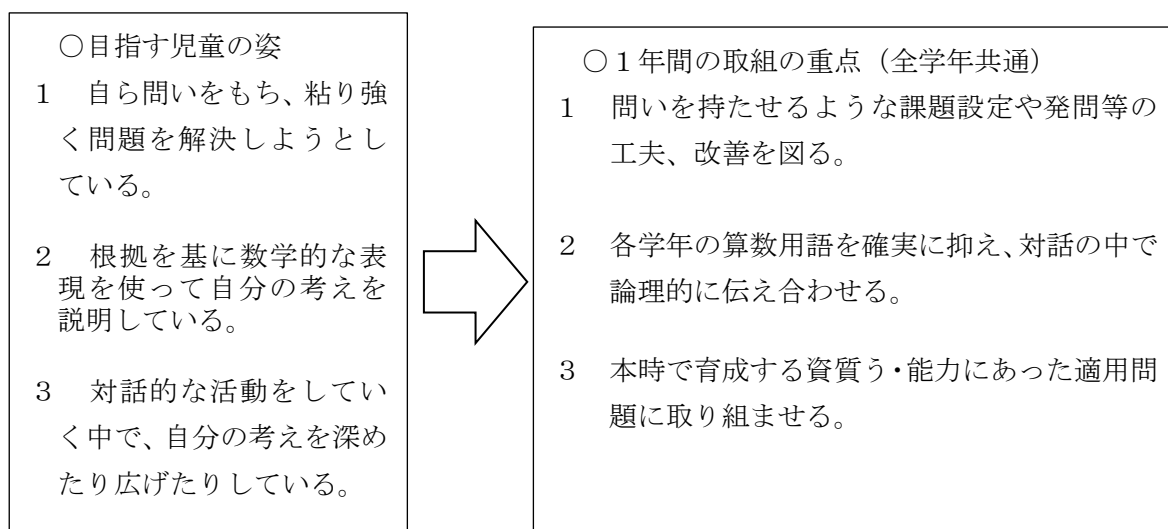 ○目指す児童の姿
1 自ら問いをもち、粘り強
く問題を解決しようとし
ている。
2 根拠を基に数学的な表
現を使って自分の考えを
説明している。
3 対話的な活動をしてい
く中で、自分の考えを深め
たり広げたりしている。
○1年間の取組の重点（全学年共通）
1 問いを持たせるような課題設定や発問等の
工夫、改善を図る。
2 各学年の算数用語を確実に抑え、対話の中で
論理的に伝え合わせる。
3 本時で育成する資質う・能力にあった適用問
題に取り組ませる。